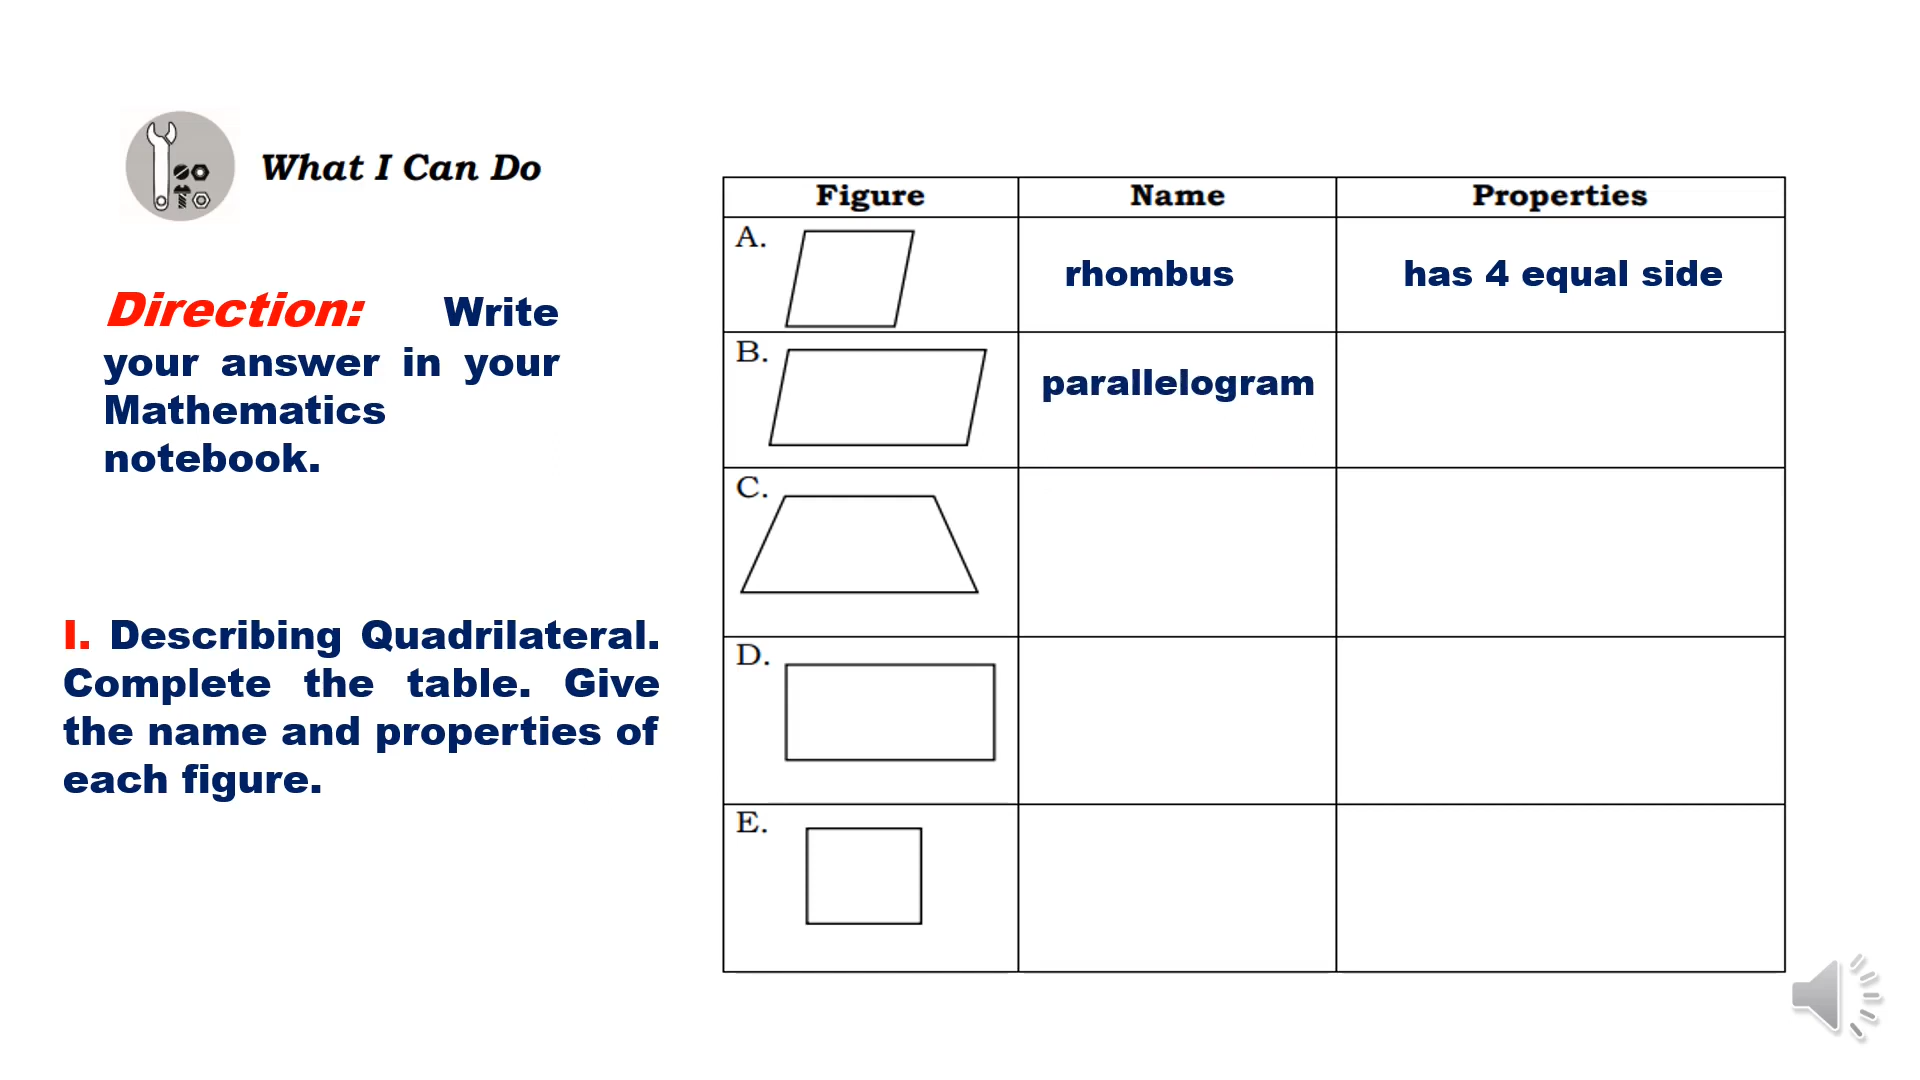 What I Can Do
Direction: Write
your answer in your
Mathematics
notebook.
I. Describing Quadrilateral.
Complete the table. Give
the name and properties of
each figure.
Figure Name Properties
A. rhombus has 4 equal side
B. parallelogram
C.
D.
E.